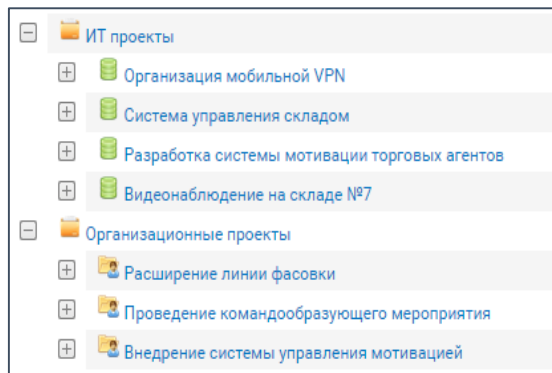 ИТ проекты
Организация мобильной VPN
Система управления складом
Разработка системы мотивации торговых агентов
Видеонаблюдение на складе №7
Организационные проекты
Расширение линии фасовки
Проведение командообразующего мероприятия
Внедрение системы управления мотивацией